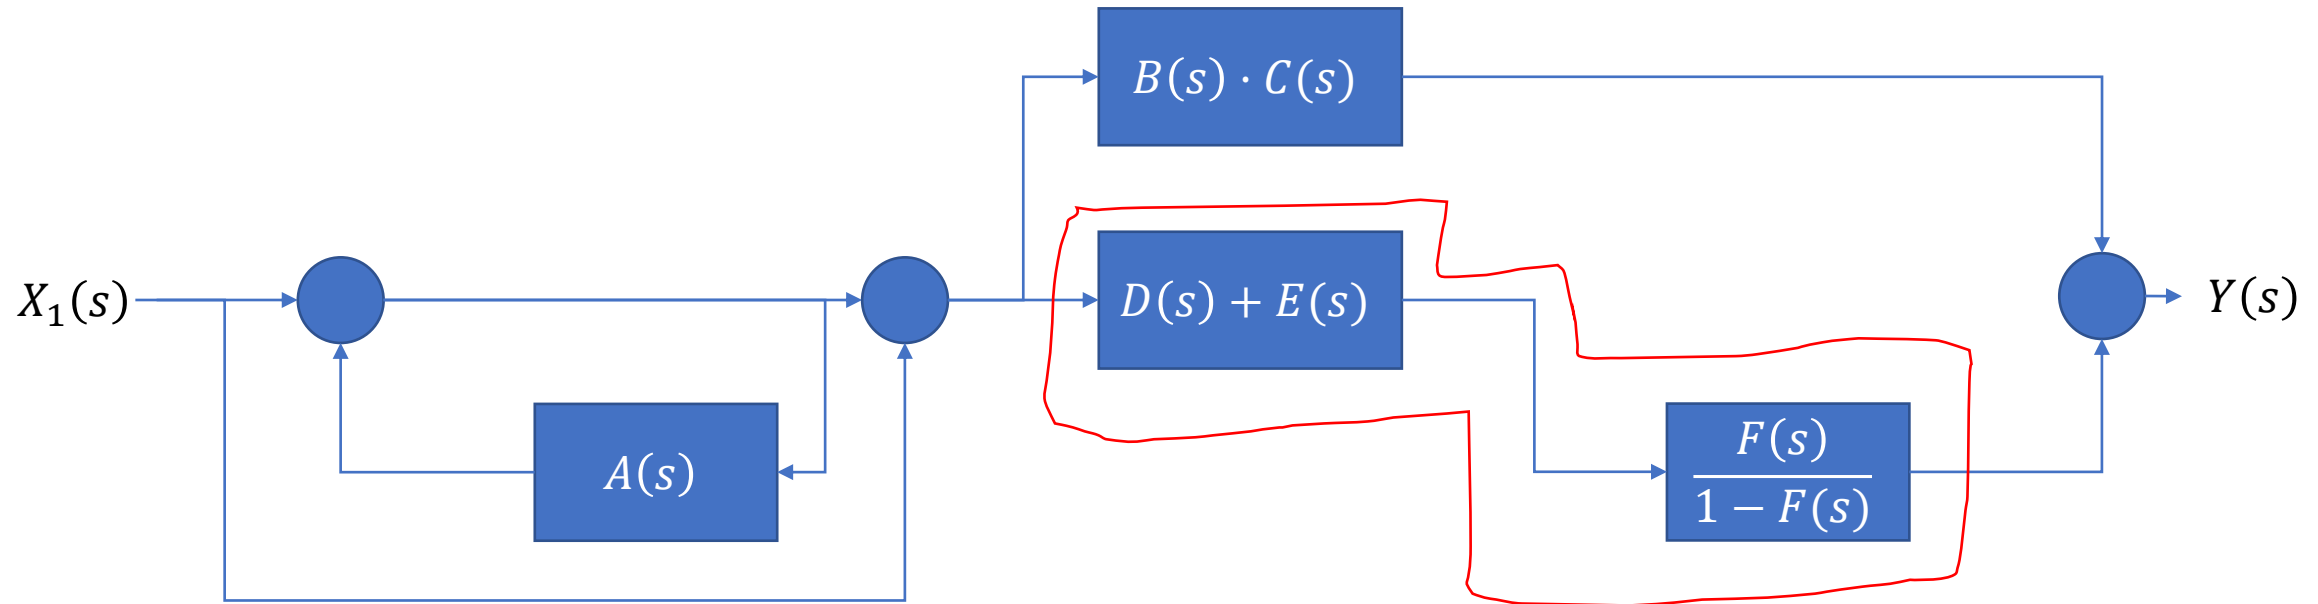 B(s) · C(s)
X₁(s)
D(s) + E(s)
Y(s)
A(s)
F(s)
1 − F(s)